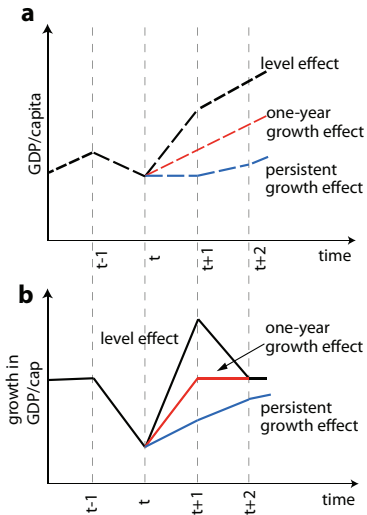 a
GDP/capita
level effect
one-year
growth effect
persistent
growth effect
t-1
t
t+1
t+2
time
b
growth in
GDP/cap
level effect
one-year
growth effect
persistent
growth effect
t-1
t
t+1
t+2
time